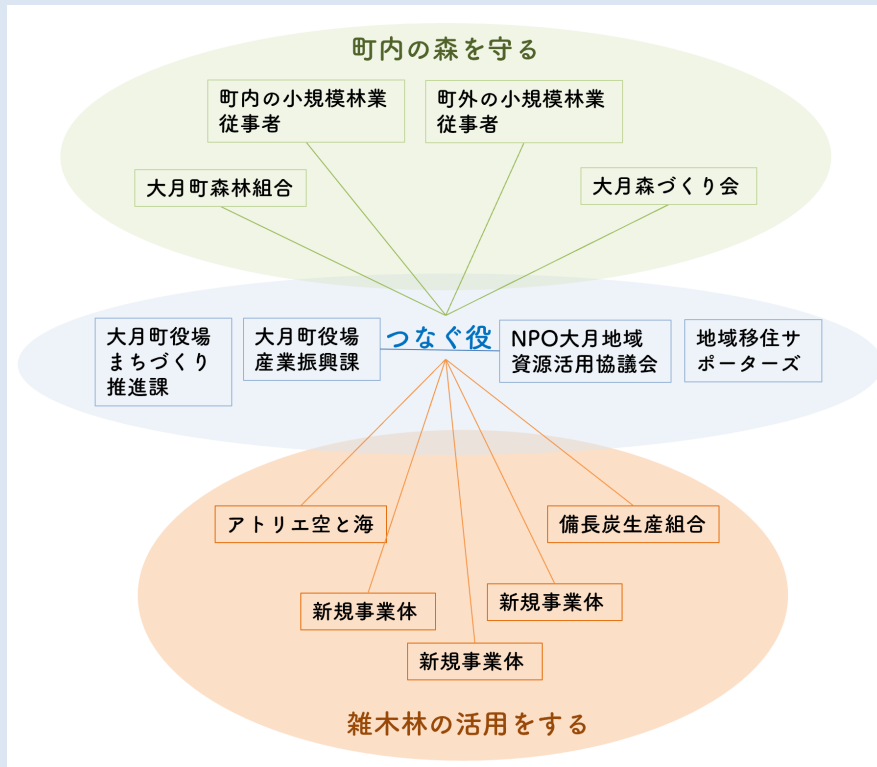 町内の森を守る
町内の小規模林業
従事者
町外の小規模林業
従事者
大月町森林組合
大月森づくり会
大月町役場
まちづくり
推進課
大月町役場
産業振興課
つなぐ役
NPO大月地域
資源活用協議会
地域移住サ
ポーターズ
アトリエ空と海
備長炭生産組合
新規事業体
新規事業体
新規事業体
雑木林の活用をする